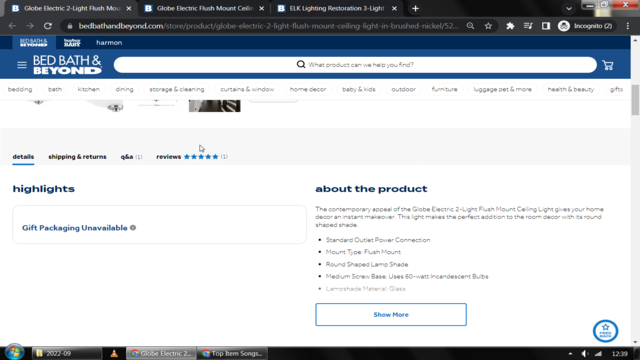 Globe Electric 2-Light Flush Mou
Globe Electric Flush Mount Ceilin
ELK Lighting Restoration 3-Light
bedbathandbeyond.com/store/product/globe-electric-2-light-flush-mount-ceiling-light-in-brushed-nickel/52...
Incognito (2)
BED BATH & BEYOND
buybuy BABY
harmon
BED BATH &
BEYOND
What product can we help you find?
bedding bath kitchen dining storage & cleaning curtains & window home decor baby & kids outdoor furniture luggage pet & more health & beauty gifts
details shipping & returns q&a (1) reviews (1)
highlights
Gift Packaging Unavailable
about the product
The contemporary appeal of the Globe Electric 2-Light Flush Mount Ceiling Light gives your home
decor an instant makeover. This light makes the perfect addition to the room decor with its round
shaped shade.
Standard Outlet Power Connection
Mount Type: Flush Mount
Round Shaped Lamp Shade
Medium Screw Base, Uses 60-watt Incandescent Bulbs
Lampshade Material: Glass
Show More
FEED
BACK
2022-09
Globe Electric 2...
Top Item Songs...
12:39